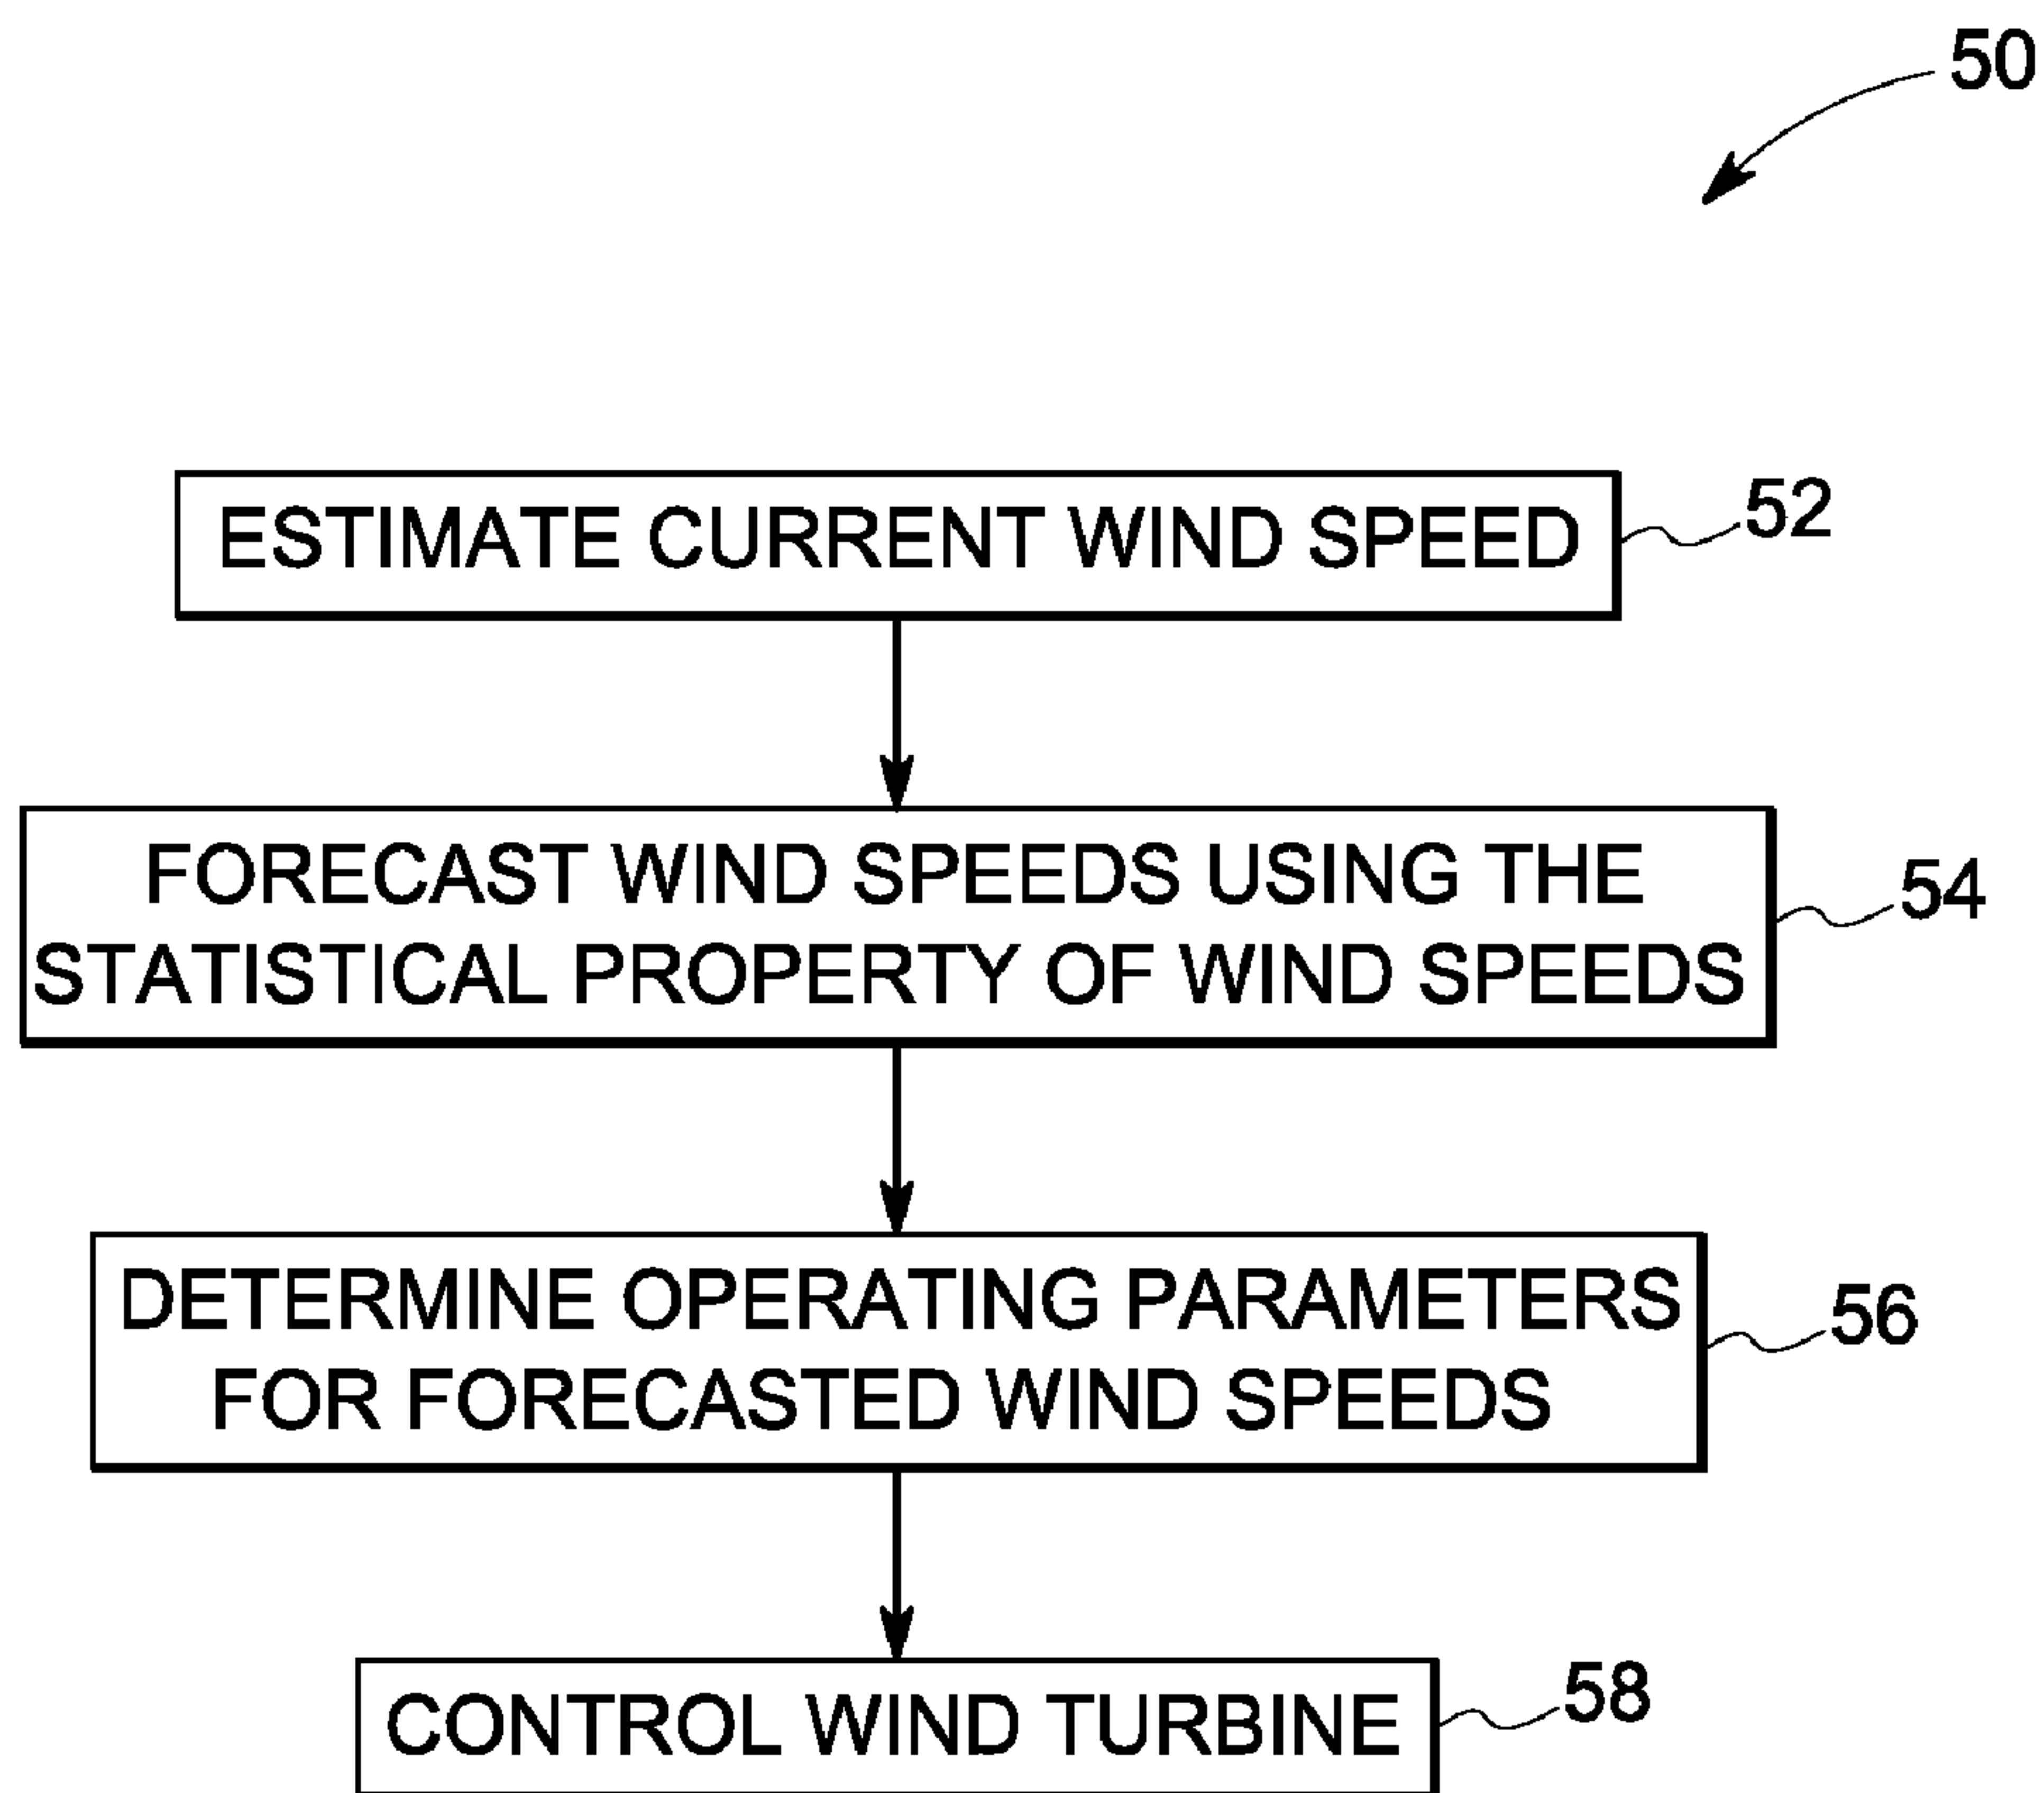 50
ESTIMATE CURRENT WIND SPEED
52
FORECAST WIND SPEEDS USING THE
STATISTICAL PROPERTY OF WIND SPEEDS
54
DETERMINE OPERATING PARAMETERS
FOR FORECASTED WIND SPEEDS
56
CONTROL WIND TURBINE
58